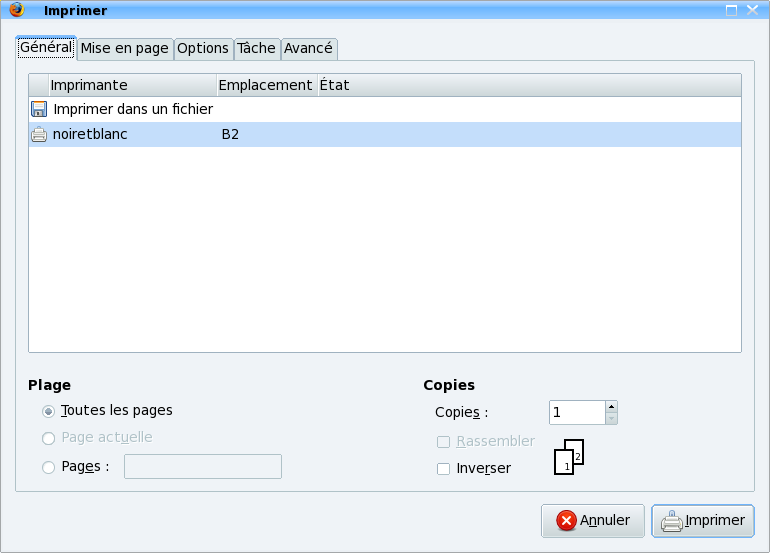 Imprimer
Général Mise en page Options Tâche Avancé
Imprimante Emplacement État
Imprimer dans un fichier
noiretblanc B2
Plage
Toutes les pages
Page actuelle
Pages :
Copies
Copies : 1
Rassembler
Inverser
1 2
Annuler Imprimer